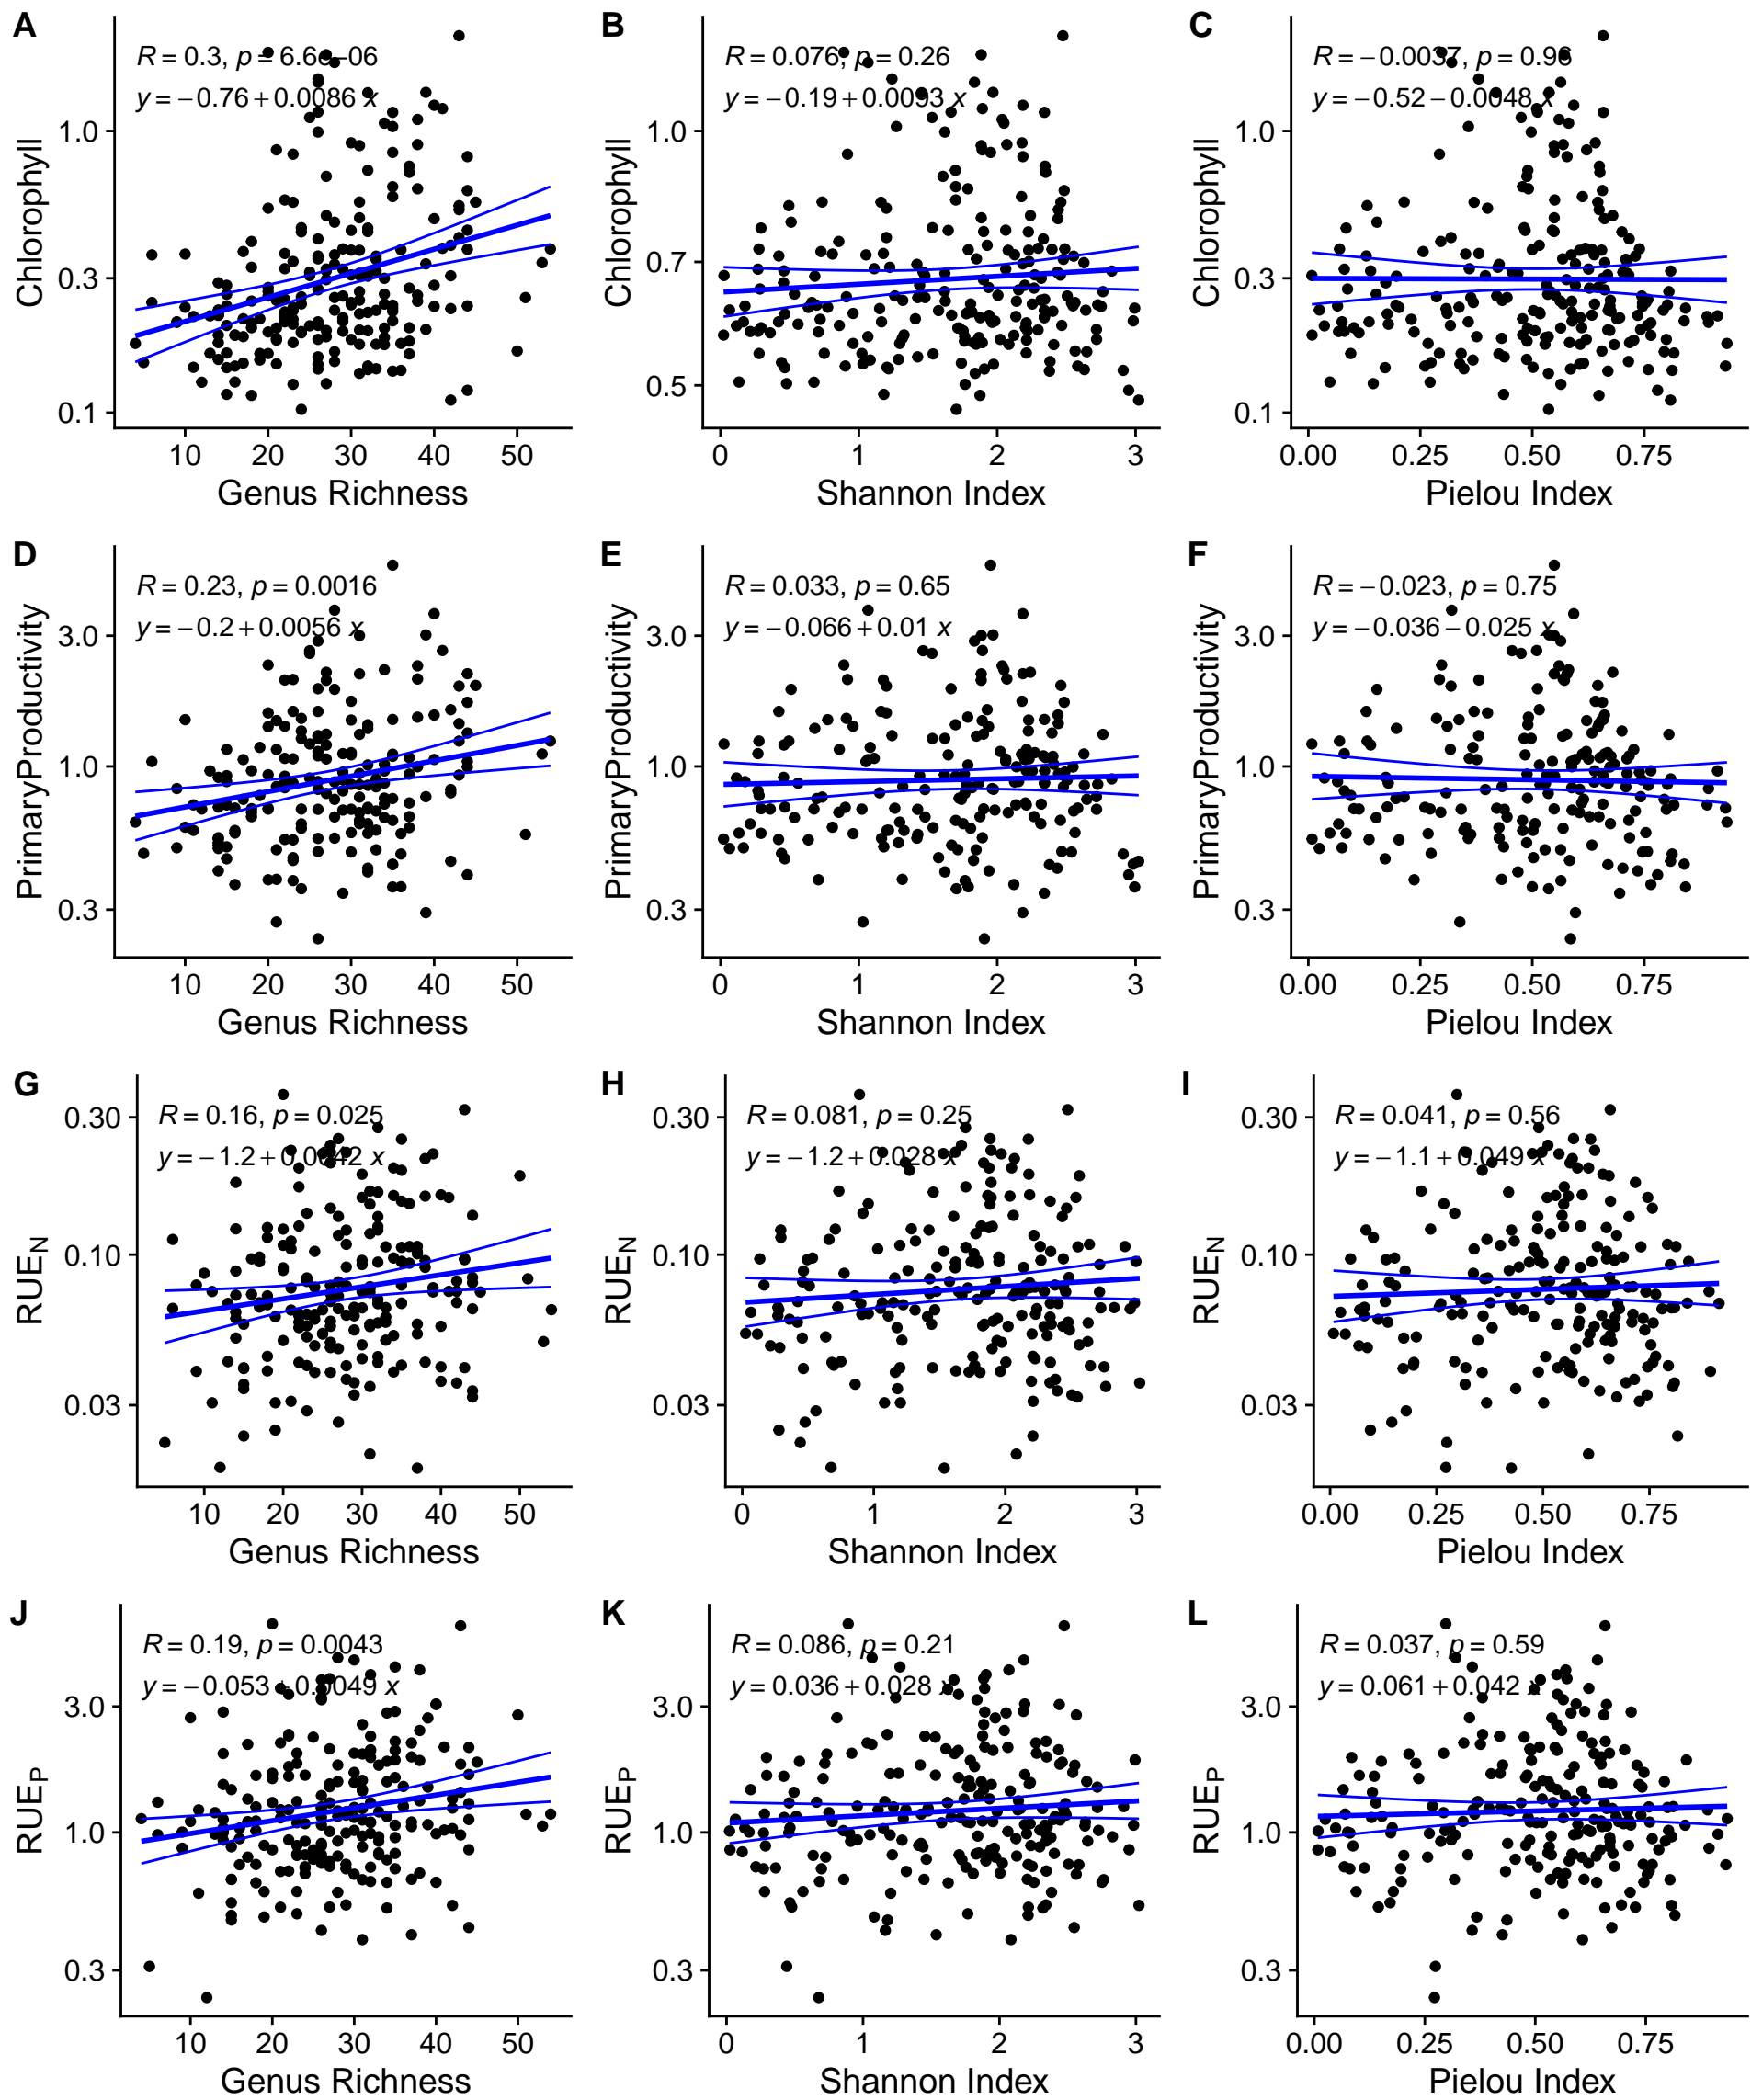 A
R = 0.3, p = 6.6e−06
y = −0.76 + 0.0086 x
Chlorophyll
1.0
0.3
0.1
10 20 30 40 50
Genus Richness
B
R = 0.076, p = 0.26
y = −0.19 + 0.0093 x
Chlorophyll
1.0
0.7
0.5
0 1 2 3
Shannon Index
C
R = −0.0037, p = 0.96
y = −0.52 − 0.0048 x
Chlorophyll
1.0
0.3
0.1
0.00 0.25 0.50 0.75
Pielou Index
D
R = 0.23, p = 0.0016
y = −0.2 + 0.0056 x
PrimaryProductivity
3.0
1.0
0.3
10 20 30 40 50
Genus Richness
E
R = 0.033, p = 0.65
y = −0.066 + 0.01 x
PrimaryProductivity
3.0
1.0
0.3
0 1 2 3
Shannon Index
F
R = −0.023, p = 0.75
y = −0.036 − 0.025 x
PrimaryProductivity
3.0
1.0
0.3
0.00 0.25 0.50 0.75
Pielou Index
G
R = 0.16, p = 0.025
y = −1.2 + 0.0042 x
RUE_N
0.30
0.10
0.03
10 20 30 40 50
Genus Richness
H
R = 0.081, p = 0.25
y = −1.2 + 0.028 x
RUE_N
0.30
0.10
0.03
0 1 2 3
Shannon Index
I
R = 0.041, p = 0.56
y = −1.1 + 0.049 x
RUE_N
0.30
0.10
0.03
0.00 0.25 0.50 0.75
Pielou Index
J
R = 0.19, p = 0.0043
y = −0.053 + 0.0049 x
RUE_P
3.0
1.0
0.3
10 20 30 40 50
Genus Richness
K
R = 0.086, p = 0.21
y = 0.036 + 0.028 x
RUE_P
3.0
1.0
0.3
0 1 2 3
Shannon Index
L
R = 0.037, p = 0.59
y = 0.061 + 0.042 x
RUE_P
3.0
1.0
0.3
0.00 0.25 0.50 0.75
Pielou Index